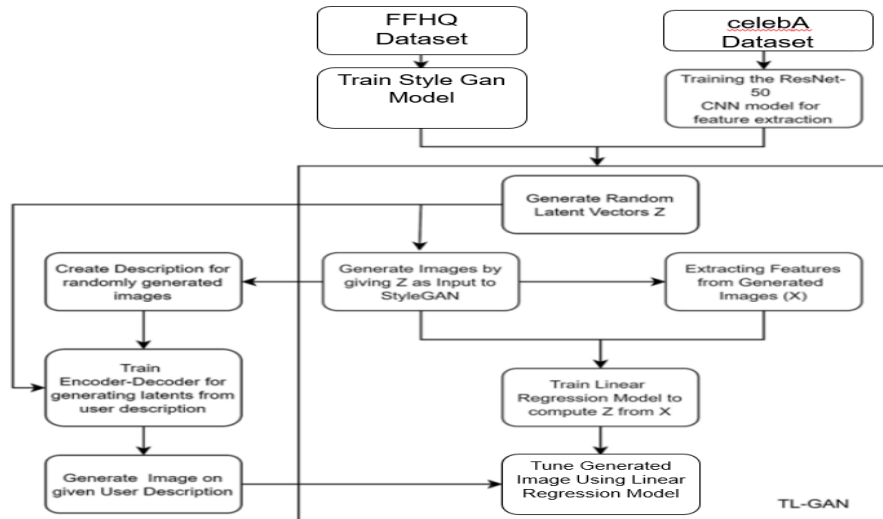 FFHQ
Dataset
celebA
Dataset
Train Style Gan
Model
Training the ResNet-
50
CNN model for
feature extraction
Generate Random
Latent Vectors Z
Create Description for
randomly generated
images
Generate Images by
giving Z as Input to
StyleGAN
Extracting Features
from Generated
Images (X)
Train
Encoder-Decoder for
generating latents from
user description
Train Linear
Regression Model to
compute Z from X
Generate Image on
given User Description
Tune Generated
Image Using Linear
Regression Model
TL-GAN